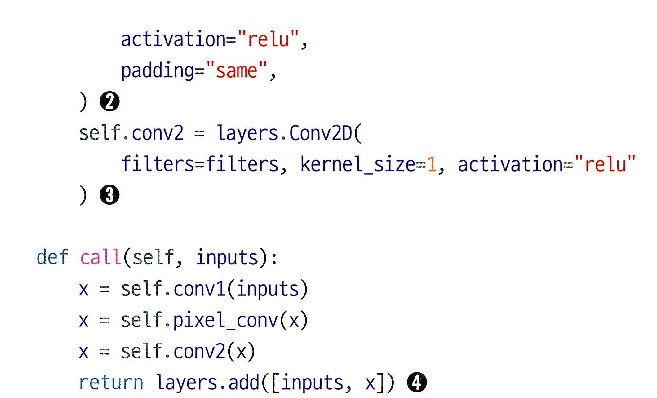 activation="relu",
padding="same",
) ❷
self.conv2 = layers.Conv2D(
filters=filters, kernel_size=1, activation="relu"
) ❸
def call(self, inputs):
x = self.conv1(inputs)
x = self.pixel_conv(x)
x = self.conv2(x)
return layers.add([inputs, x]) ❹